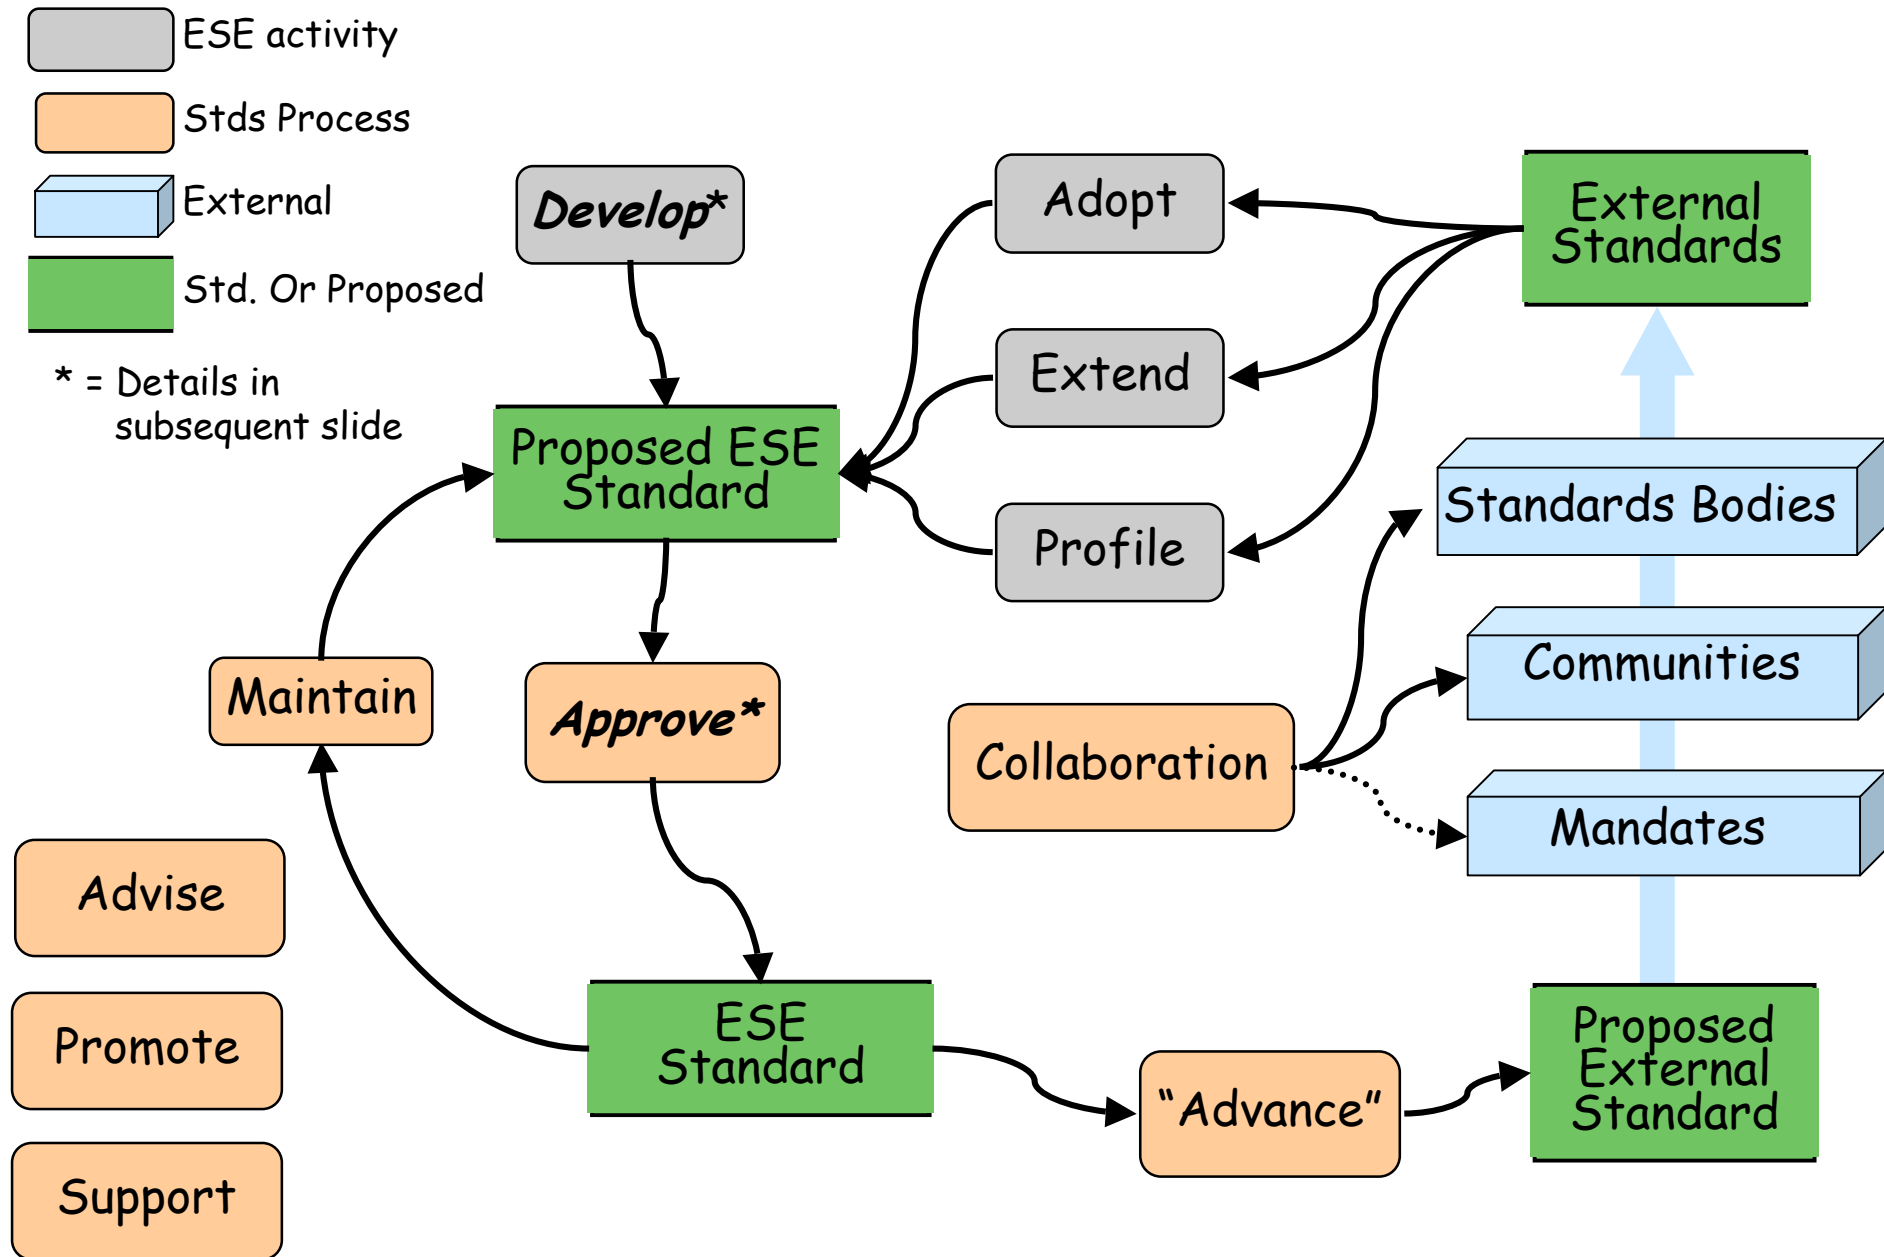 ESE activity
Stds Process
External
Std. Or Proposed
* = Details in
subsequent slide
Develop*
Adopt
External
Standards
Extend
Proposed ESE
Standard
Profile
Standards Bodies
Communities
Maintain
Approve*
Collaboration
Mandates
Advise
Promote
Support
ESE
Standard
“Advance”
Proposed
External
Standard